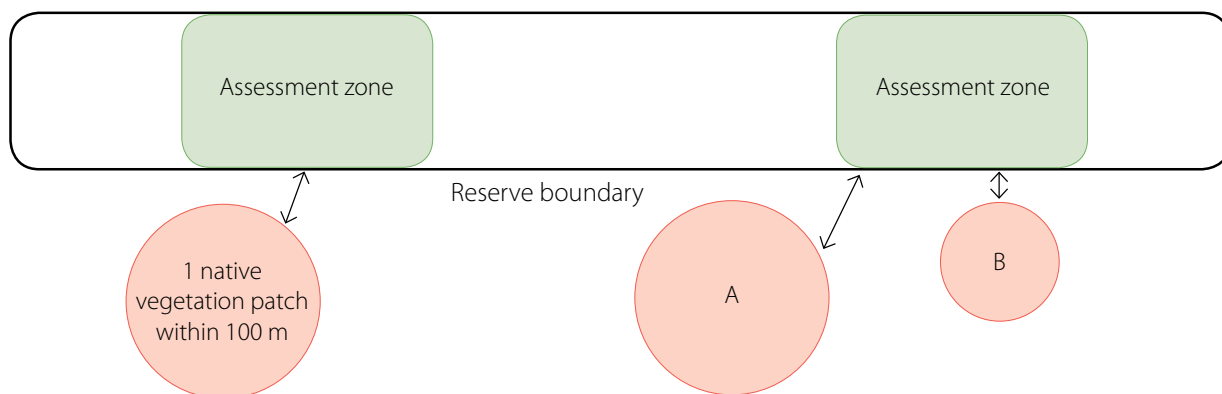 Assessment zone
Assessment zone
Reserve boundary
1 native
vegetation patch
within 100 m
A
B